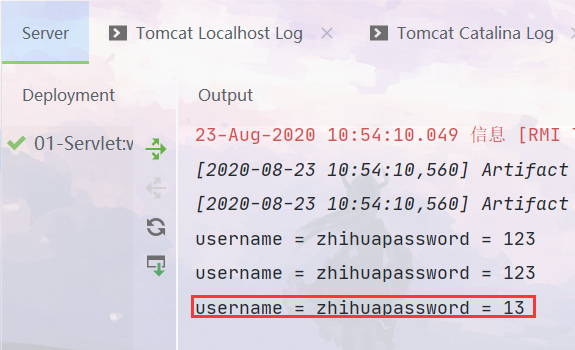 Server
Tomcat Localhost Log
Tomcat Catalina Log
Deployment
Output
01-Servlet:
23-Aug-2020 10:54:10.049 信息 [RMI
[2020-08-23 10:54:10,560] Artifact
[2020-08-23 10:54:10,560] Artifact
username = zhihuapassword = 123
username = zhihuapassword = 123
username = zhihuapassword = 13